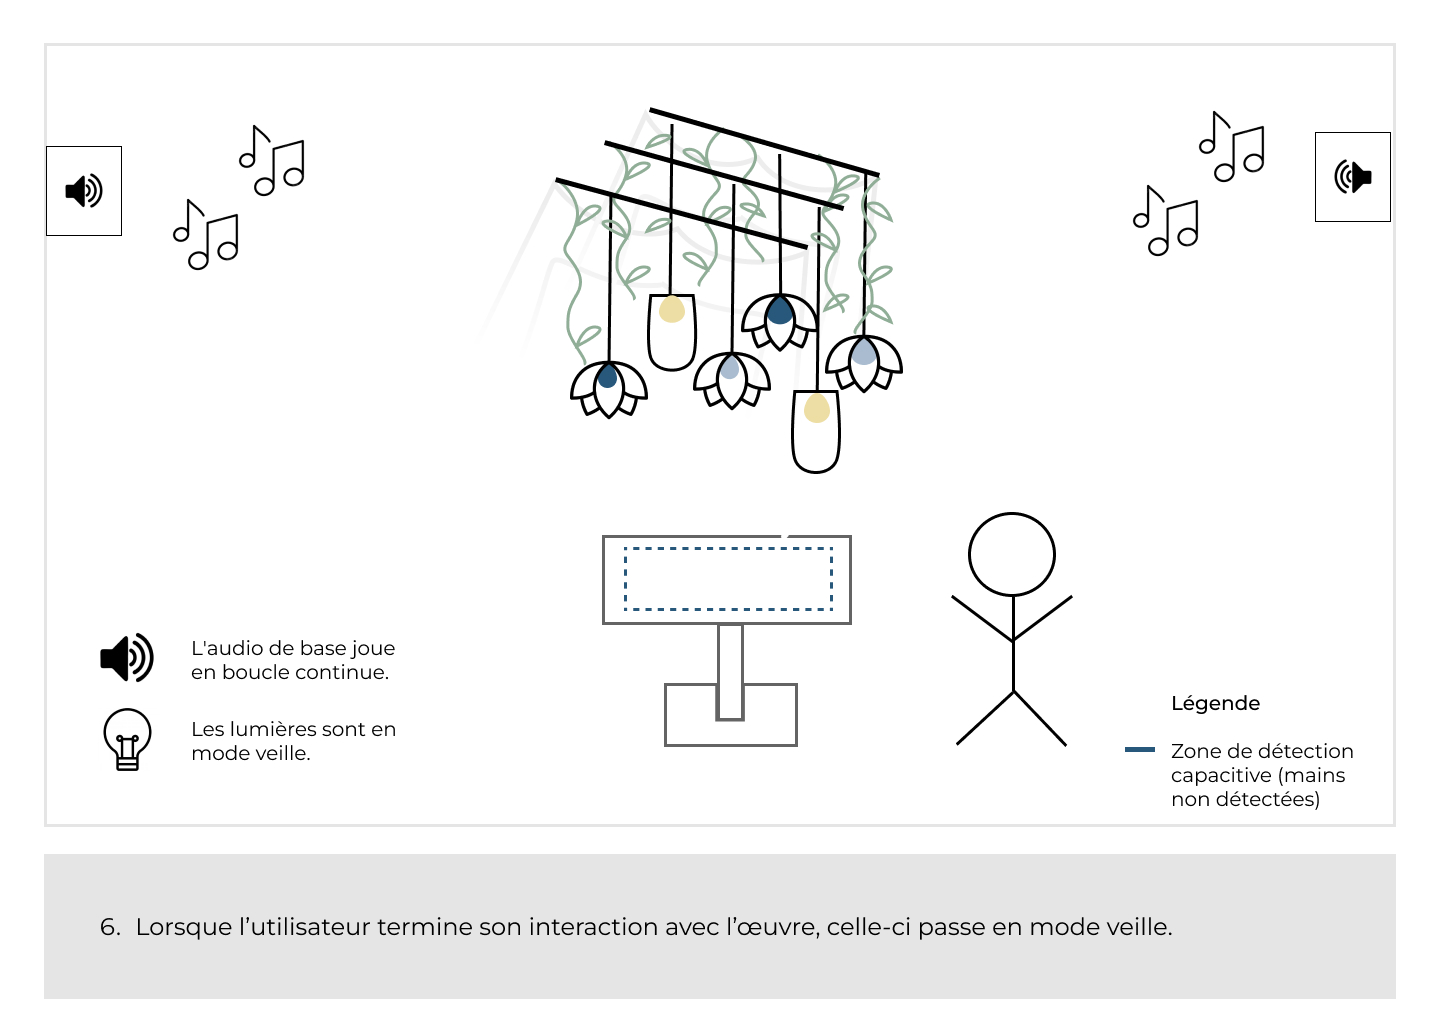 L'audio de base joue
en boucle continue.
Les lumières sont en
mode veille.
Légende
Zone de détection
capacitive (mains
non détectées)
6. Lorsque l’utilisateur termine son interaction avec l’œuvre, celle-ci passe en mode veille.